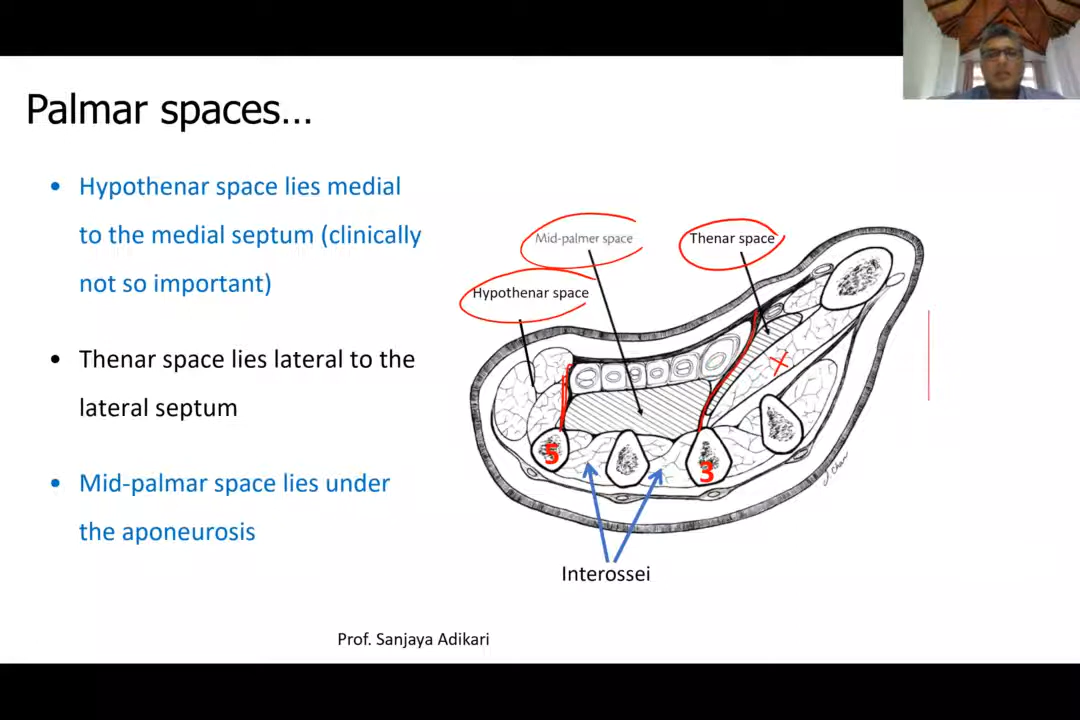 Palmar spaces...
• Hypothenar space lies medial
to the medial septum (clinically
not so important)
• Thenar space lies lateral to the
lateral septum
• Mid-palmar space lies under
the aponeurosis
Mid-palmer space
Thenar space
Hypothenar space
X
5
3
Interossei
Prof. Sanjaya Adikari